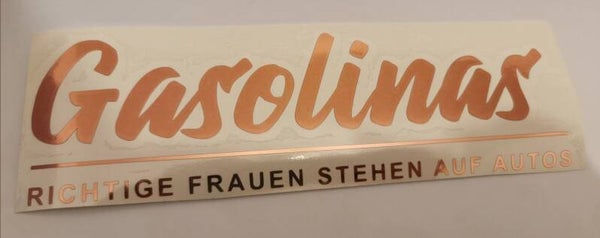 Gasolinas
RICHTIGE FRAUEN STEHEN AUF AUTOS